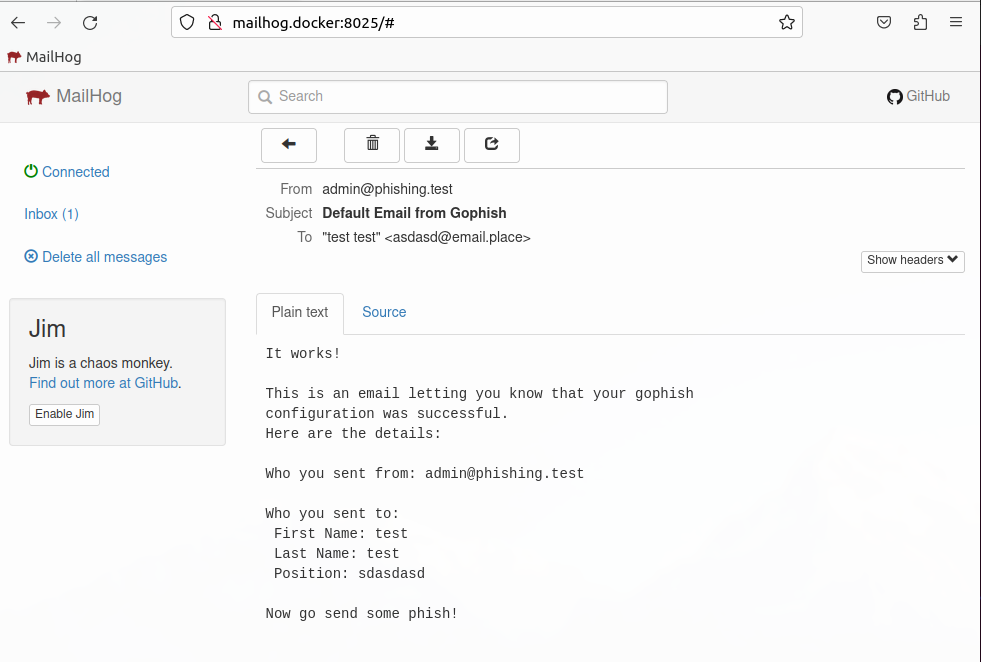 mailhog.docker:8025/#
MailHog
MailHog
Search
GitHub
Connected
Inbox (1)
Delete all messages
Jim
Jim is a chaos monkey.
Find out more at GitHub.
Enable Jim
From admin@phishing.test
Subject Default Email from Gophish
To "test test" <asdasd@email.place>
Show headers
Plain text Source
It works!
This is an email letting you know that your gophish
configuration was successful.
Here are the details:
Who you sent from: admin@phishing.test
Who you sent to:
First Name: test
Last Name: test
Position: sdasdasd
Now go send some phish!